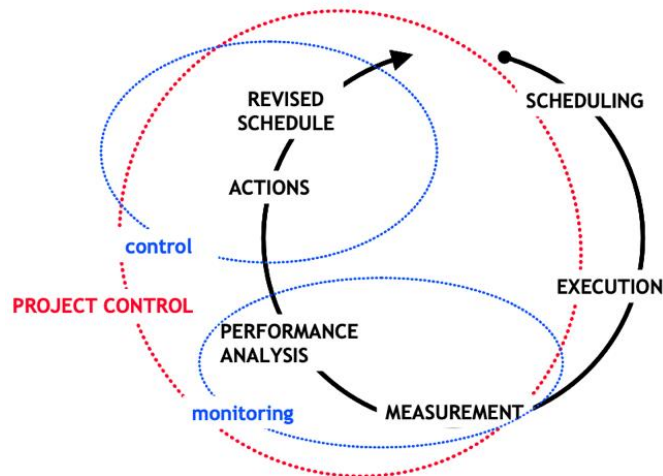 REVISED
SCHEDULE
SCHEDULING
ACTIONS
control
EXECUTION
PROJECT CONTROL
PERFORMANCE
ANALYSIS
monitoring
MEASUREMENT